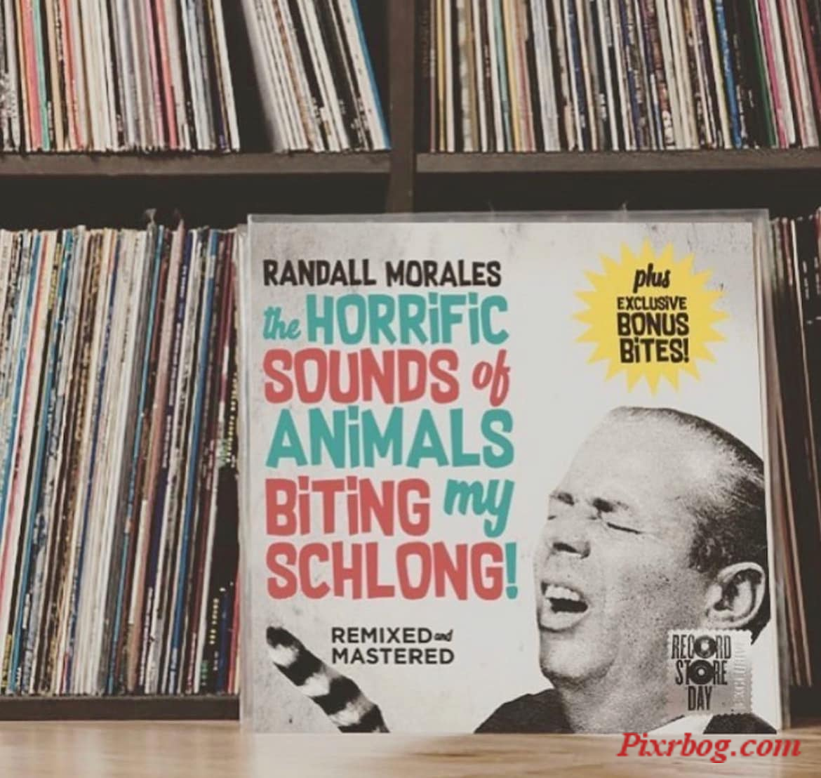 RANDALL MORALES
the HORRiFiC
SOUNDS of
ANiMALS
BiTiNG my
SCHLONG!
plus
EXCLUSiVE
BONUS
BiTES!
REMIXED and
MASTERED
RECORD
STORE
DAY
Pixrbog.com